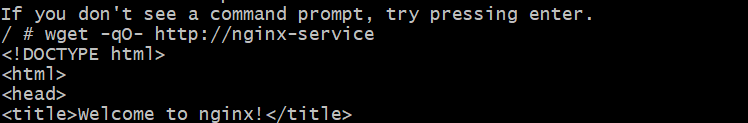 If you don't see a command prompt, try pressing enter.
/ # wget -qO- http://nginx-service
<!DOCTYPE html>
<html>
<head>
<title>Welcome to nginx!</title>